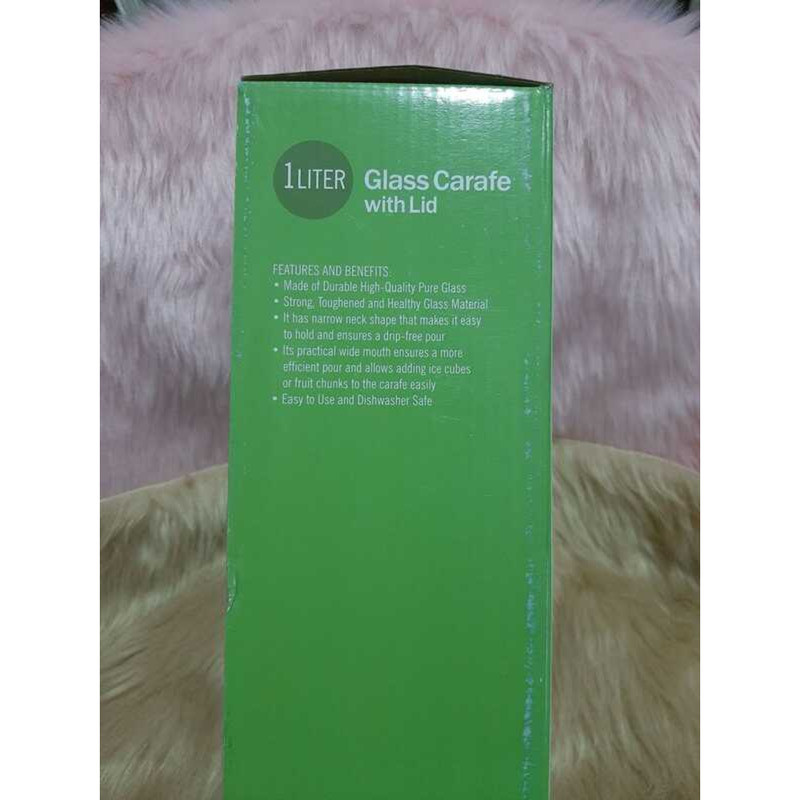 1 LITER
Glass Carafe
with Lid
FEATURES AND BENEFITS:
• Made of Durable High-Quality Pure Glass
• Strong, Toughened and Healthy Glass Material
• It has narrow neck shape that makes it easy
to hold and ensures a drip-free pour
• Its practical wide mouth ensures a more
efficient pour and allows adding ice cubes
or fruit chunks to the carafe easily
• Easy to Use and Dishwasher Safe